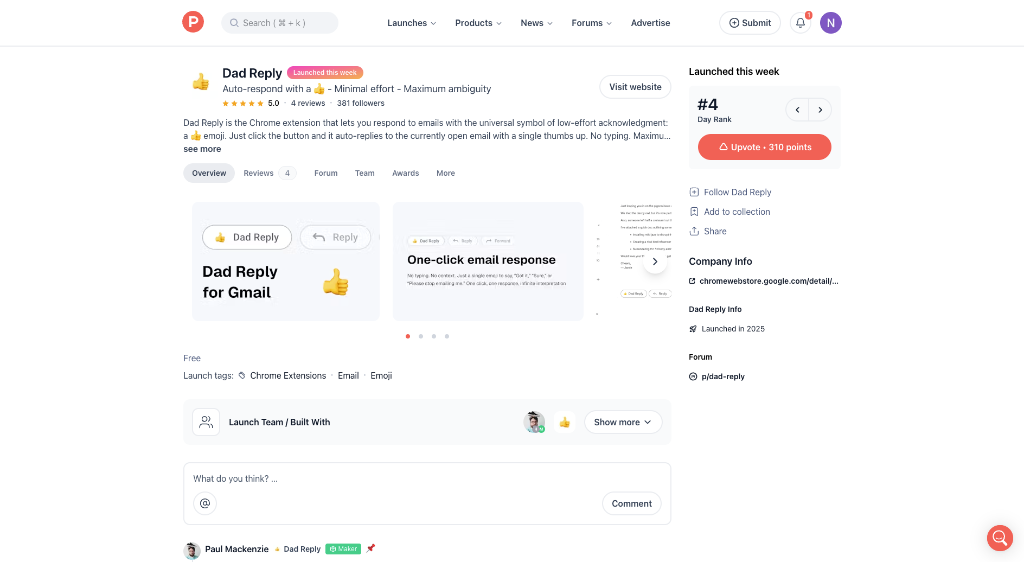 P
Search ( ⌘ + k )
Launches
Products
News
Forums
Advertise
Submit
1
N
Dad Reply
Launched this week
Auto-respond with a 👍 - Minimal effort - Maximum ambiguity
5.0 · 4 reviews · 381 followers
Visit website
Dad Reply is the Chrome extension that lets you respond to emails with the universal symbol of low-effort acknowledgment:
a 👍 emoji. Just click the button and it auto-replies to the currently open email with a single thumbs up. No typing. Maximu...
see more
Overview
Reviews 4
Forum
Team
Awards
More
Dad Reply
Reply
Dad Reply
for Gmail
Dad Reply
Reply
Forward
One-click email response
No typing. No context. Just a single emoji to say, "Got it," "Sure," or
"Please stop emailing me." One click, one response, infinite interpretation
Dad Reply
Reply
Free
Launch tags: Chrome Extensions · Email · Emoji
Launch Team / Built With
Show more
What do you think? ...
@
Comment
Paul Mackenzie
Dad Reply
Maker
Launched this week
#4
Day Rank
Upvote • 310 points
Follow Dad Reply
Add to collection
Share
Company Info
chromewebstore.google.com/detail/...
Dad Reply Info
Launched in 2025
Forum
p/dad-reply